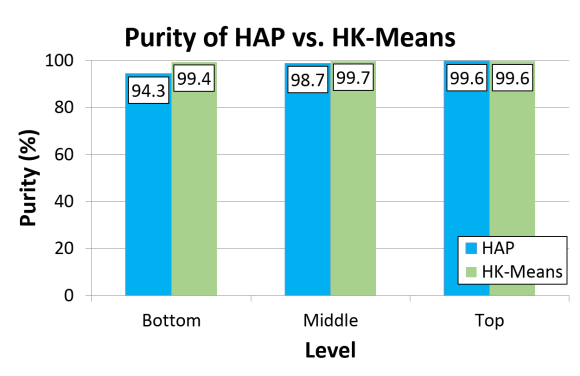 Purity of HAP vs. HK-Means
100
80
60
40
20
0
Purity (%)
94.3
99.4
98.7
99.7
99.6
99.6
HAP
HK-Means
Bottom
Middle
Top
Level